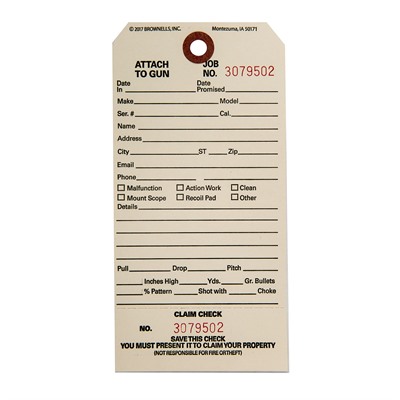 © 2017 BROWNELLS, INC. Montezuma, IA 50171
ATTACH TO GUN JOB NO. 3079502
Date In Date Promised
Make Model
Ser. # Cal.
Name
Address
City ST Zip
Email
Phone
Malfunction Action Work Clean
Mount Scope Recoil Pad Other
Details
Pull Drop Pitch
Inches High Yds. Gr. Bullets
% Pattern Shot with Choke
CLAIM CHECK
NO. 3079502
SAVE THIS CHECK
YOU MUST PRESENT IT TO CLAIM YOUR PROPERTY
(NOT RESPONSIBLE FOR FIRE OR THEFT)